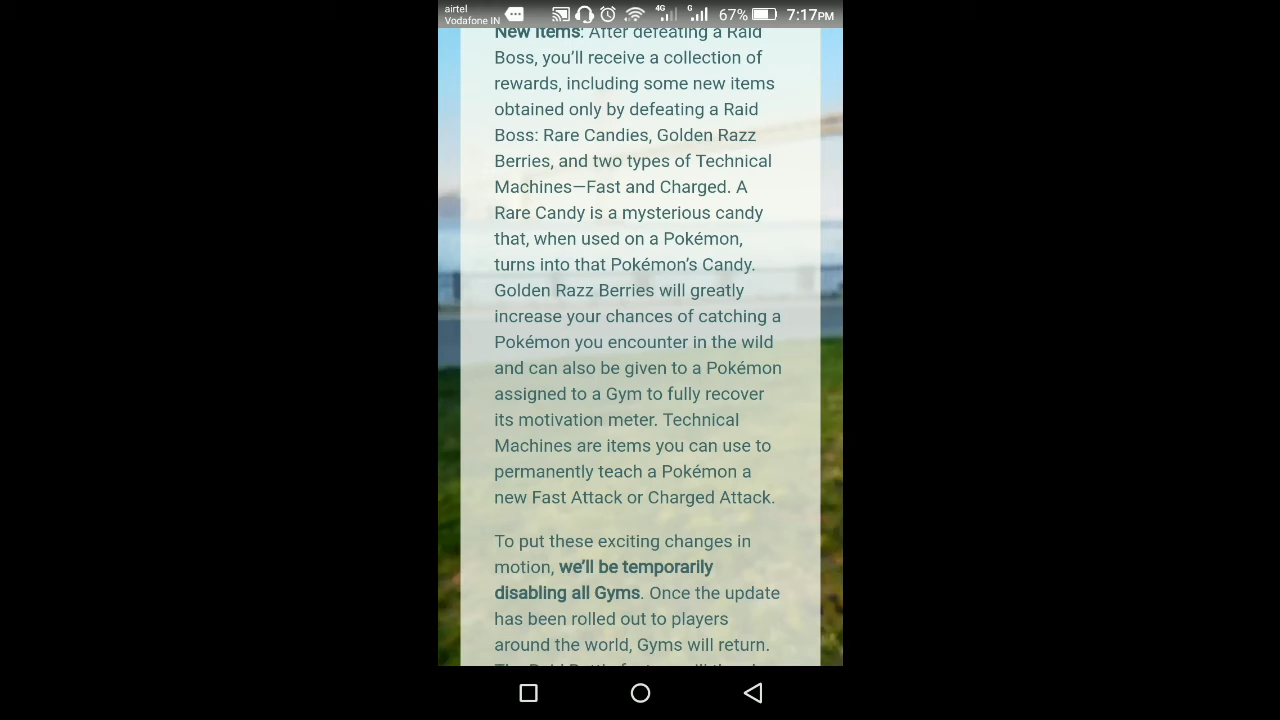 airtel
Vodafone IN
4G
G
67%
7:17PM
New Items: After defeating a Raid
Boss, you'll receive a collection of
rewards, including some new items
obtained only by defeating a Raid
Boss: Rare Candies, Golden Razz
Berries, and two types of Technical
Machines—Fast and Charged. A
Rare Candy is a mysterious candy
that, when used on a Pokémon,
turns into that Pokémon's Candy.
Golden Razz Berries will greatly
increase your chances of catching a
Pokémon you encounter in the wild
and can also be given to a Pokémon
assigned to a Gym to fully recover
its motivation meter. Technical
Machines are items you can use to
permanently teach a Pokémon a
new Fast Attack or Charged Attack.
To put these exciting changes in
motion, we'll be temporarily
disabling all Gyms. Once the update
has been rolled out to players
around the world, Gyms will return.